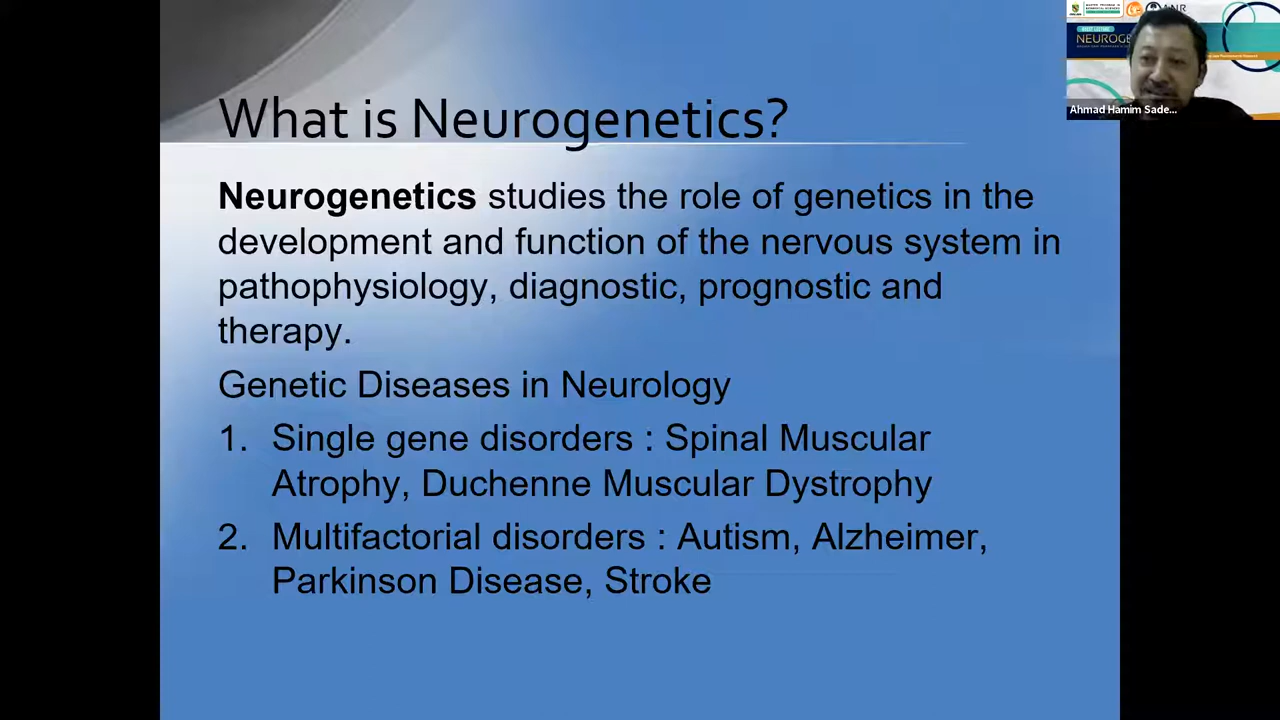 What is Neurogenetics?
Neurogenetics studies the role of genetics in the
development and function of the nervous system in
pathophysiology, diagnostic, prognostic and
therapy.
Genetic Diseases in Neurology
1. Single gene disorders : Spinal Muscular
Atrophy, Duchenne Muscular Dystrophy
2. Multifactorial disorders : Autism, Alzheimer,
Parkinson Disease, Stroke
NEUROGE
Ahmad Hamim Sade...